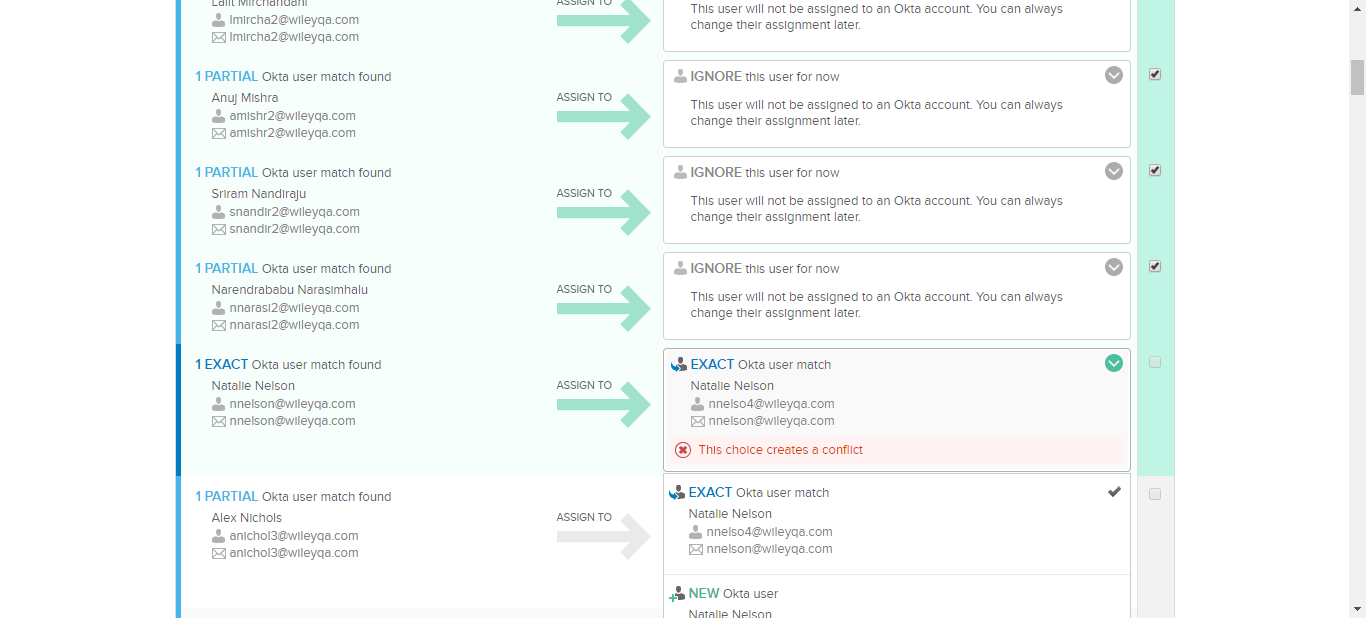 Lalit Mirchandani
lmircha2@wileyqa.com
lmircha2@wileyqa.com
ASSIGN TO
This user will not be assigned to an Okta account. You can always
change their assignment later.
1 PARTIAL Okta user match found
Anuj Mishra
amishr2@wileyqa.com
amishr2@wileyqa.com
ASSIGN TO
IGNORE this user for now
This user will not be assigned to an Okta account. You can always
change their assignment later.
1 PARTIAL Okta user match found
Sriram Nandiraju
snandir2@wileyqa.com
snandir2@wileyqa.com
ASSIGN TO
IGNORE this user for now
This user will not be assigned to an Okta account. You can always
change their assignment later.
1 PARTIAL Okta user match found
Narendrababu Narasimhalu
nnarasi2@wileyqa.com
nnarasi2@wileyqa.com
ASSIGN TO
IGNORE this user for now
This user will not be assigned to an Okta account. You can always
change their assignment later.
1 EXACT Okta user match found
Natalie Nelson
nnelson@wileyqa.com
nnelson@wileyqa.com
ASSIGN TO
EXACT Okta user match
Natalie Nelson
nnelso4@wileyqa.com
nnelson@wileyqa.com
This choice creates a conflict
1 PARTIAL Okta user match found
Alex Nichols
anichol3@wileyqa.com
anichol3@wileyqa.com
ASSIGN TO
EXACT Okta user match
Natalie Nelson
nnelso4@wileyqa.com
nnelson@wileyqa.com
NEW Okta user
Natalie Nelson